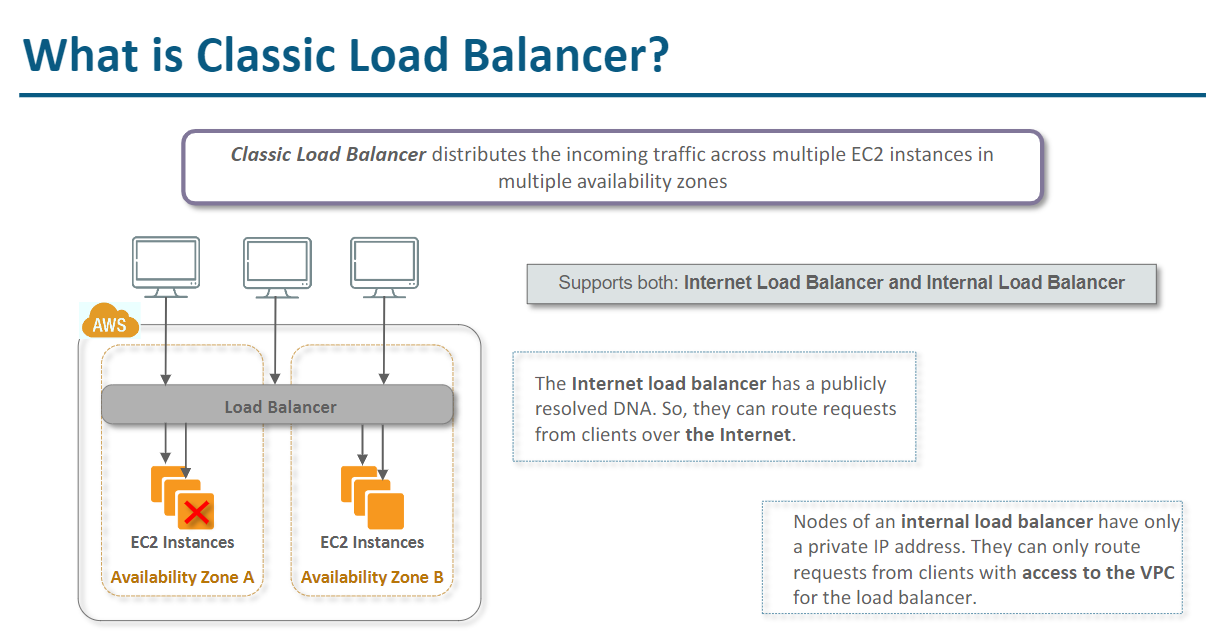 What is Classic Load Balancer?
Classic Load Balancer distributes the incoming traffic across multiple EC2 instances in
multiple availability zones
Supports both: Internet Load Balancer and Internal Load Balancer
AWS
Load Balancer
EC2 Instances
EC2 Instances
Availability Zone A
Availability Zone B
The Internet load balancer has a publicly
resolved DNA. So, they can route requests
from clients over the Internet.
Nodes of an internal load balancer have only
a private IP address. They can only route
requests from clients with access to the VPC
for the load balancer.